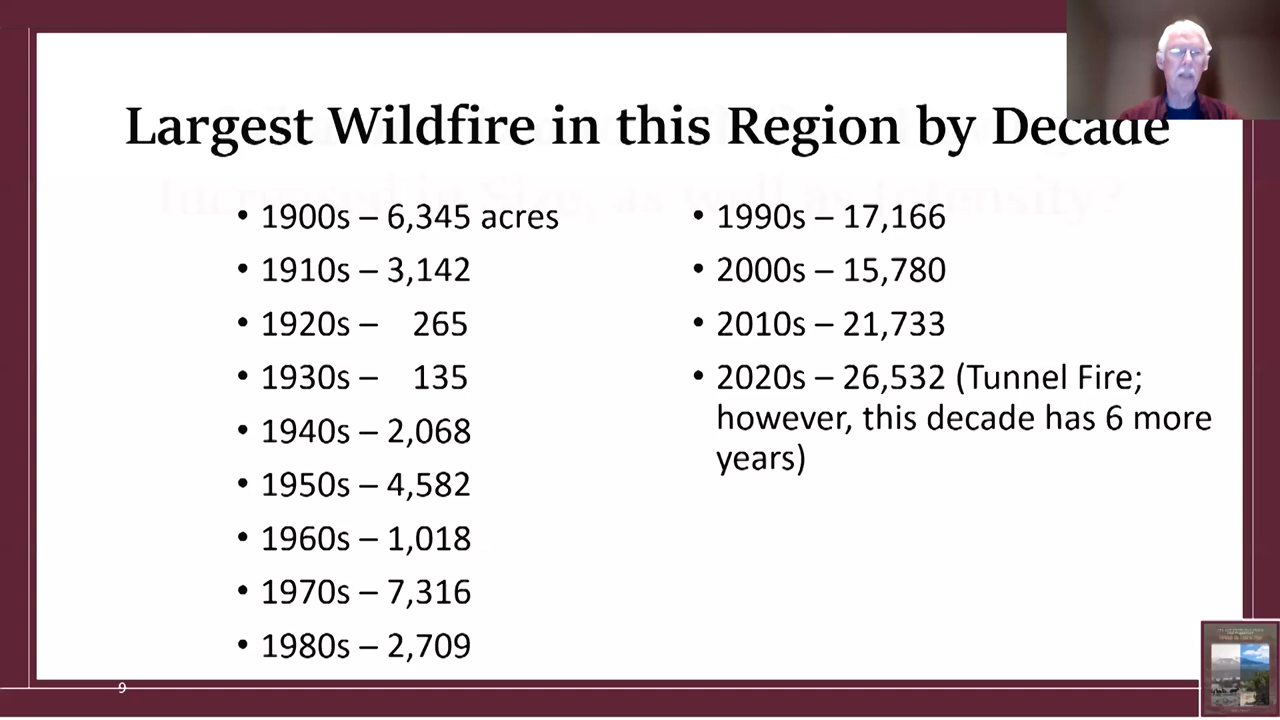 Largest Wildfire in this Region by Decade
• 1900s – 6,345 acres
• 1910s – 3,142
• 1920s – 265
• 1930s – 135
• 1940s – 2,068
• 1950s – 4,582
• 1960s – 1,018
• 1970s – 7,316
• 1980s – 2,709
• 1990s – 17,166
• 2000s – 15,780
• 2010s – 21,733
• 2020s – 26,532 (Tunnel Fire;
however, this decade has 6 more
years)
9